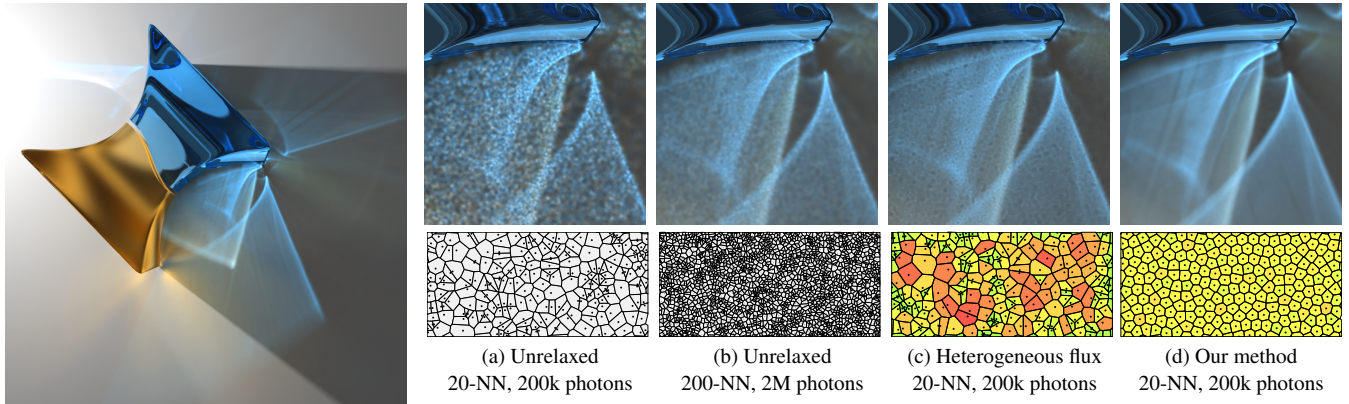 (a) Unrelaxed
20-NN, 200k photons
(b) Unrelaxed
200-NN, 2M photons
(c) Heterogeneous flux
20-NN, 200k photons
(d) Our method
20-NN, 200k photons